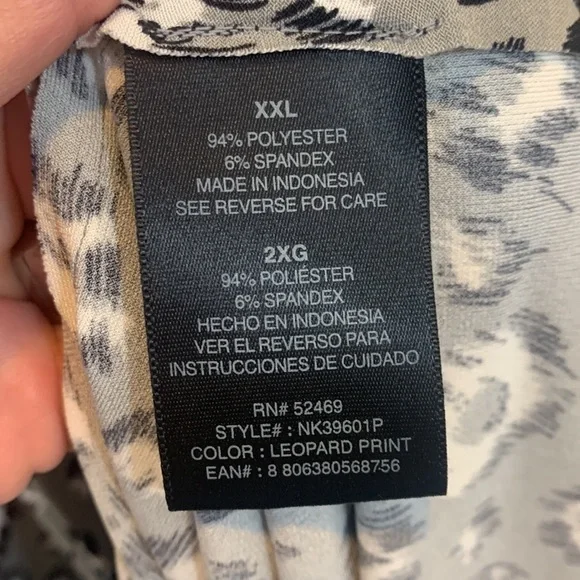 XXL
94% POLYESTER
6% SPANDEX
MADE IN INDONESIA
SEE REVERSE FOR CARE
2XG
94% POLIÉSTER
6% SPANDEX
HECHO EN INDONESIA
VER EL REVERSO PARA
INSTRUCCIONES DE CUIDADO
RN# 52469
STYLE# : NK39601P
COLOR : LEOPARD PRINT
EAN# : 8 806380568756